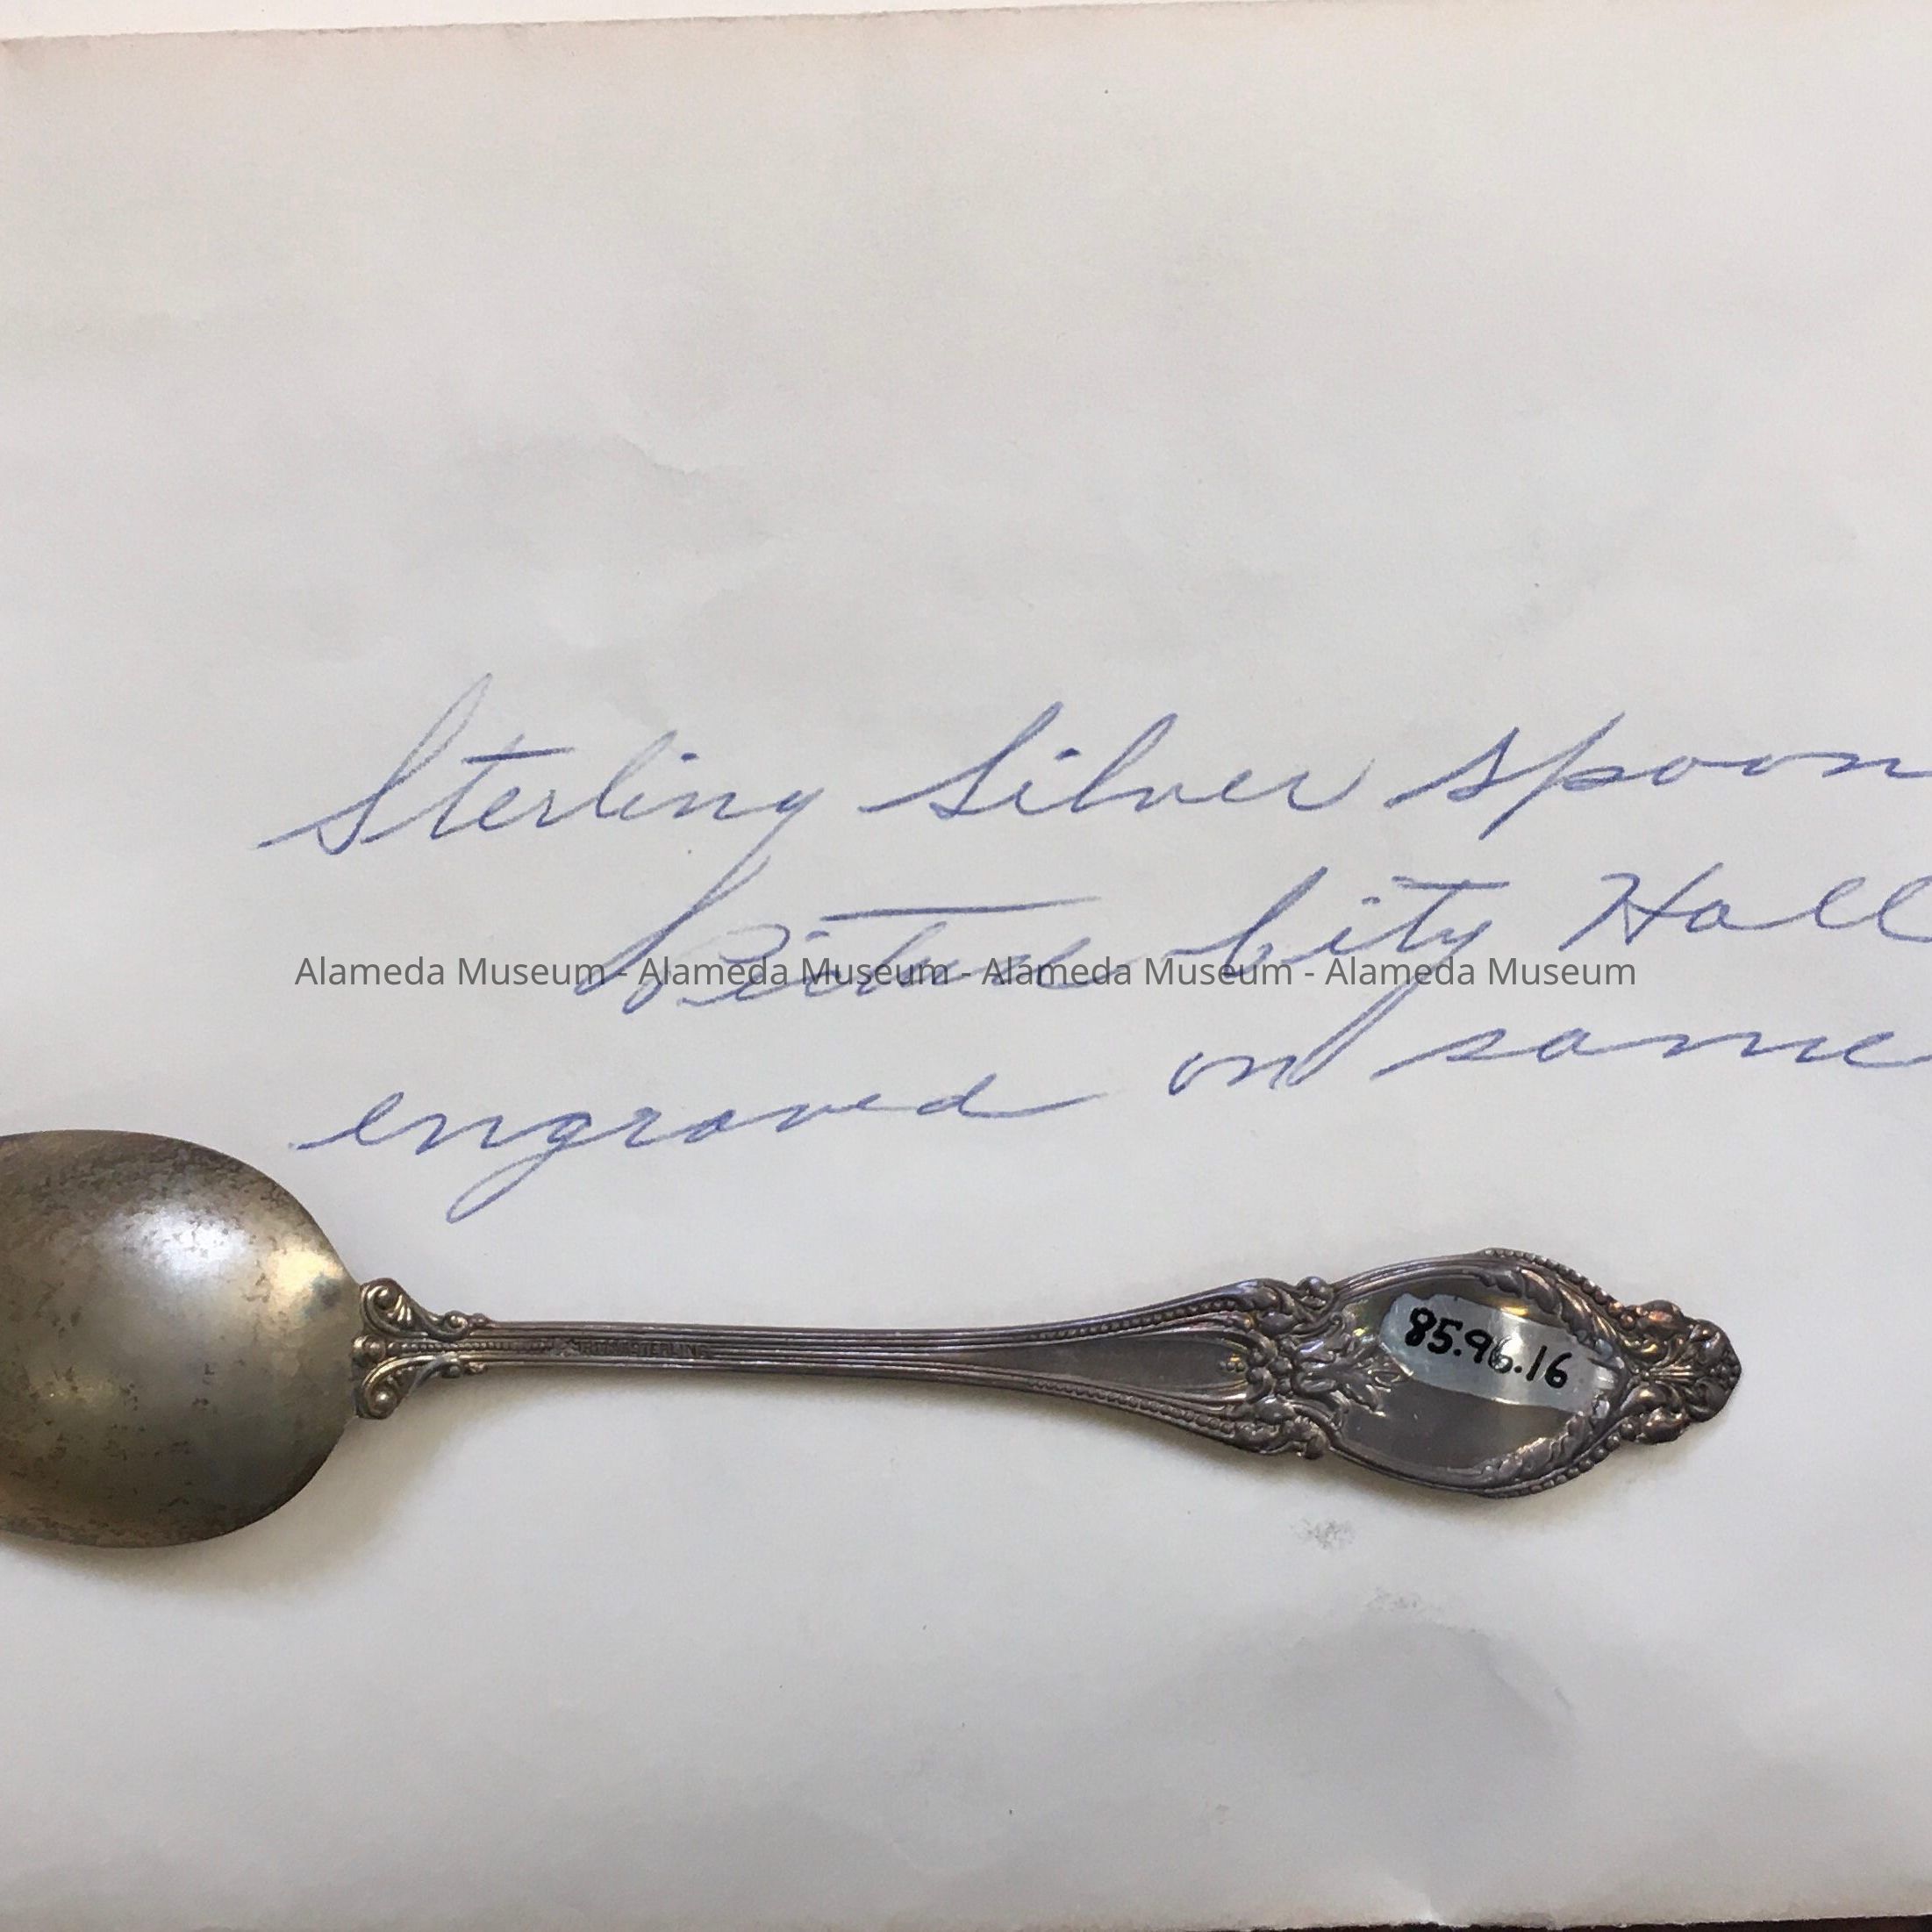 Sterling Silver spoon
Picture City Hall
Alameda Museum - Alameda Museum - Alameda Museum - Alameda Museum
engraved on same
STERLING
85.96.16